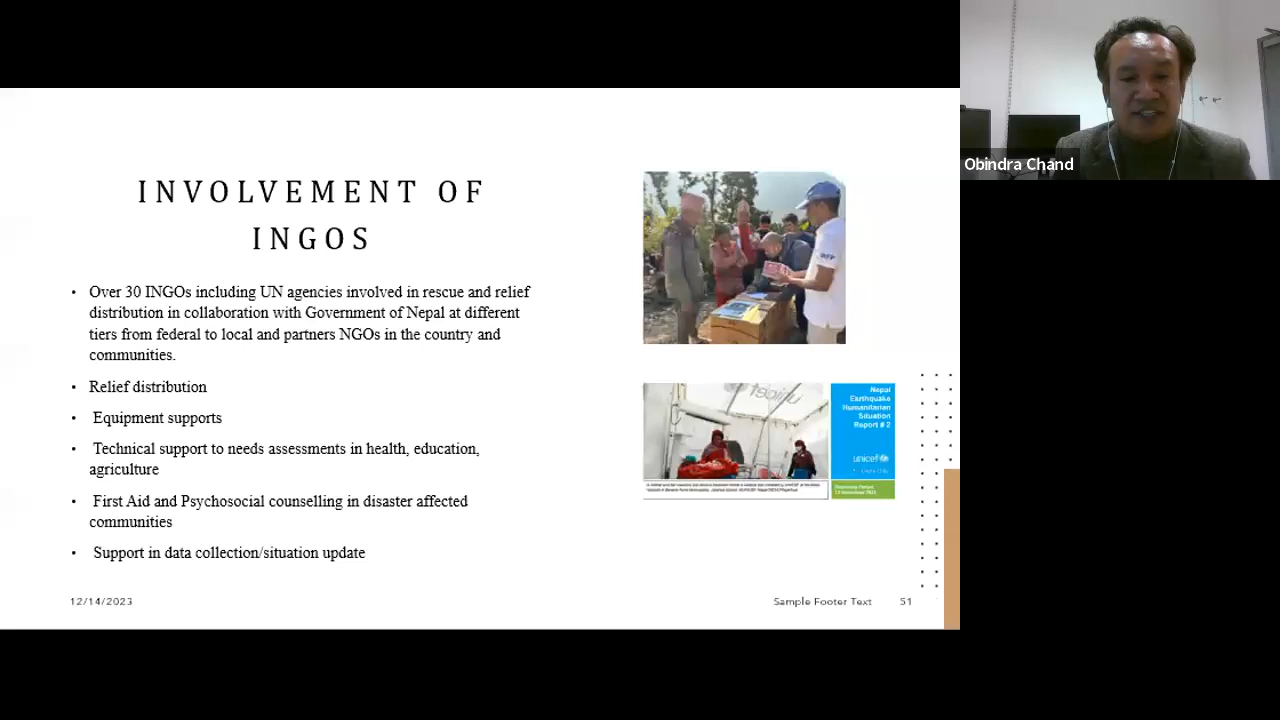 INVOLVEMENT OF
INGOS
• Over 30 INGOs including UN agencies involved in rescue and relief
distribution in collaboration with Government of Nepal at different
tiers from federal to local and partners NGOs in the country and
communities.
• Relief distribution
• Equipment supports
• Technical support to needs assessments in health, education,
agriculture
• First Aid and Psychosocial counselling in disaster affected
communities
• Support in data collection/situation update
12/14/2023
Sample Footer Text
51
WFP
unicef
Nepal
Earthquake
Humanitarian
Situation
Report # 2
unicef
Obindra Chand